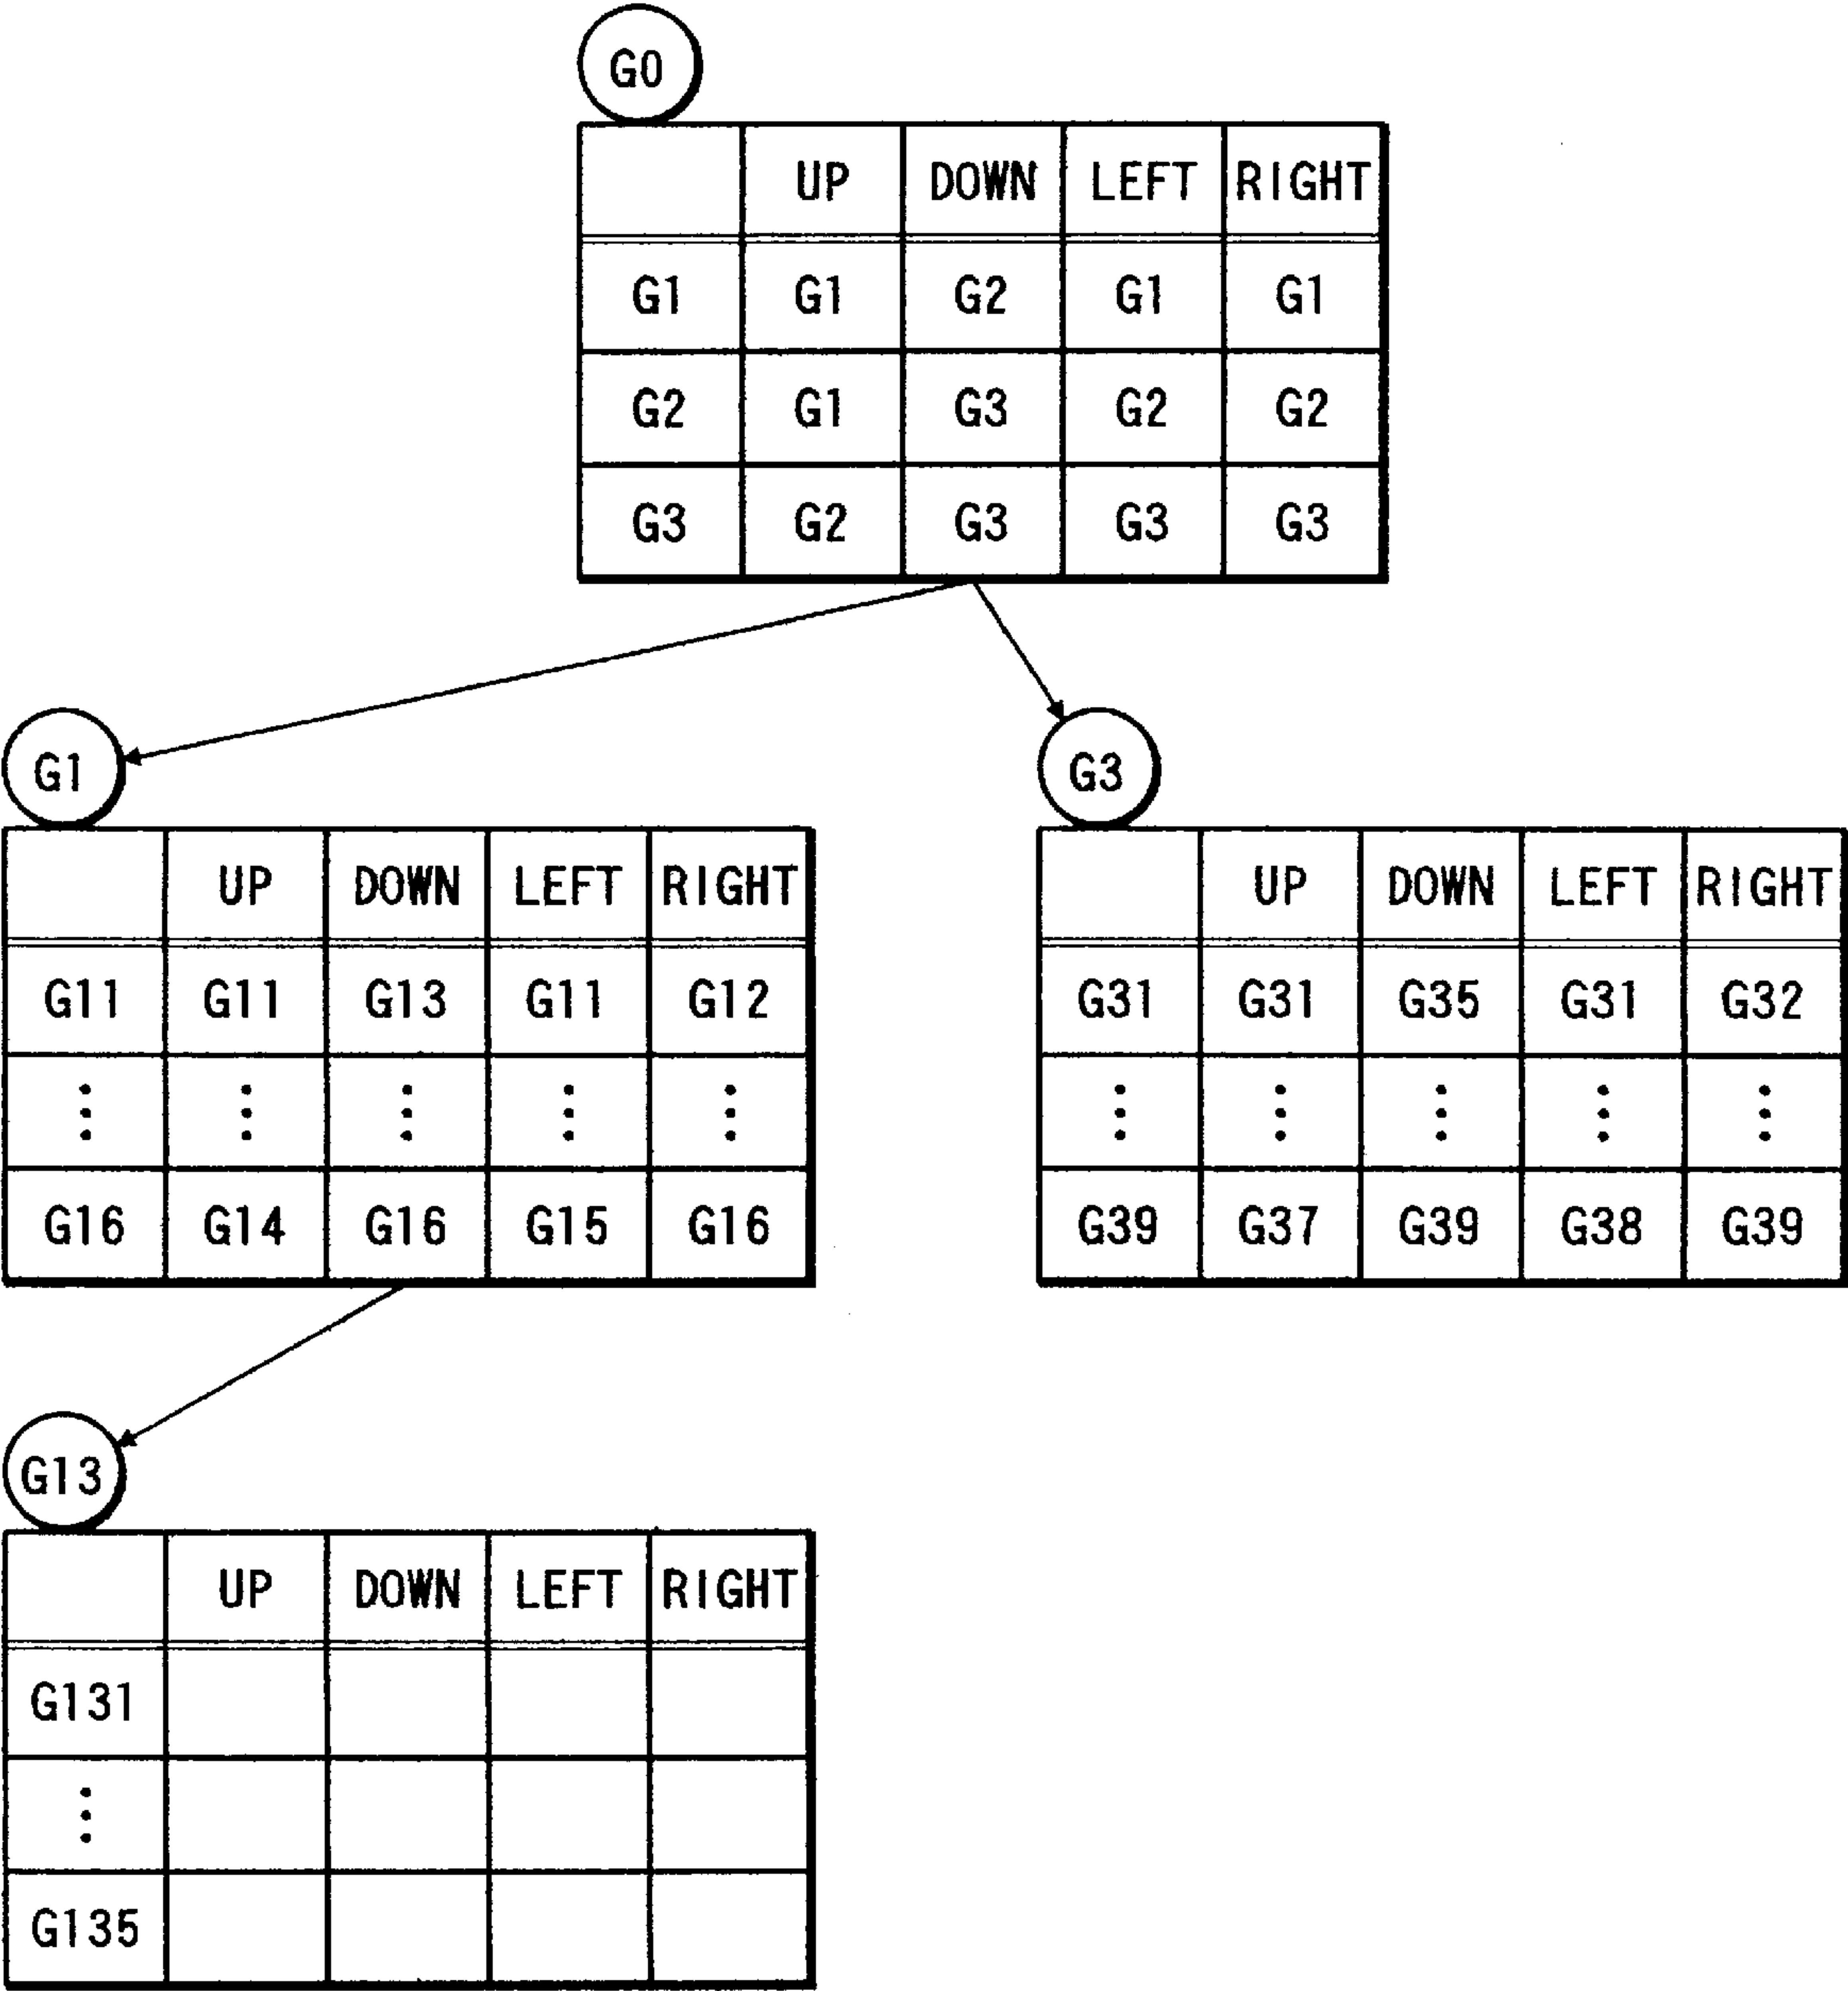 G0
UP DOWN LEFT RIGHT
G1 G1 G2 G1 G1
G2 G1 G3 G2 G2
G3 G2 G3 G3 G3
G1
UP DOWN LEFT RIGHT
G11 G11 G13 G11 G12
⋮ ⋮ ⋮ ⋮ ⋮
G16 G14 G16 G15 G16
G3
UP DOWN LEFT RIGHT
G31 G31 G35 G31 G32
⋮ ⋮ ⋮ ⋮ ⋮
G39 G37 G39 G38 G39
G13
UP DOWN LEFT RIGHT
G131
⋮
G135